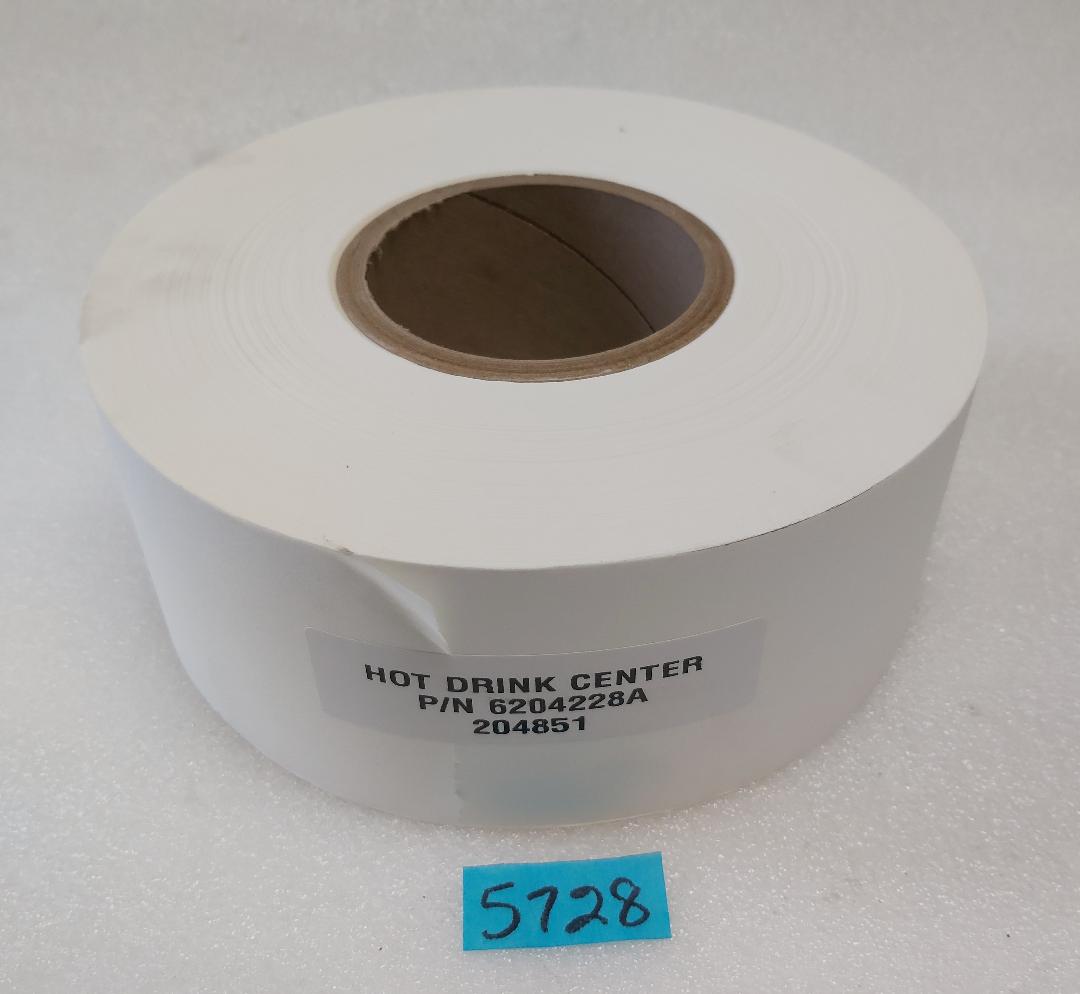 HOT DRINK CENTER
P/N 6204228A
204851
5728